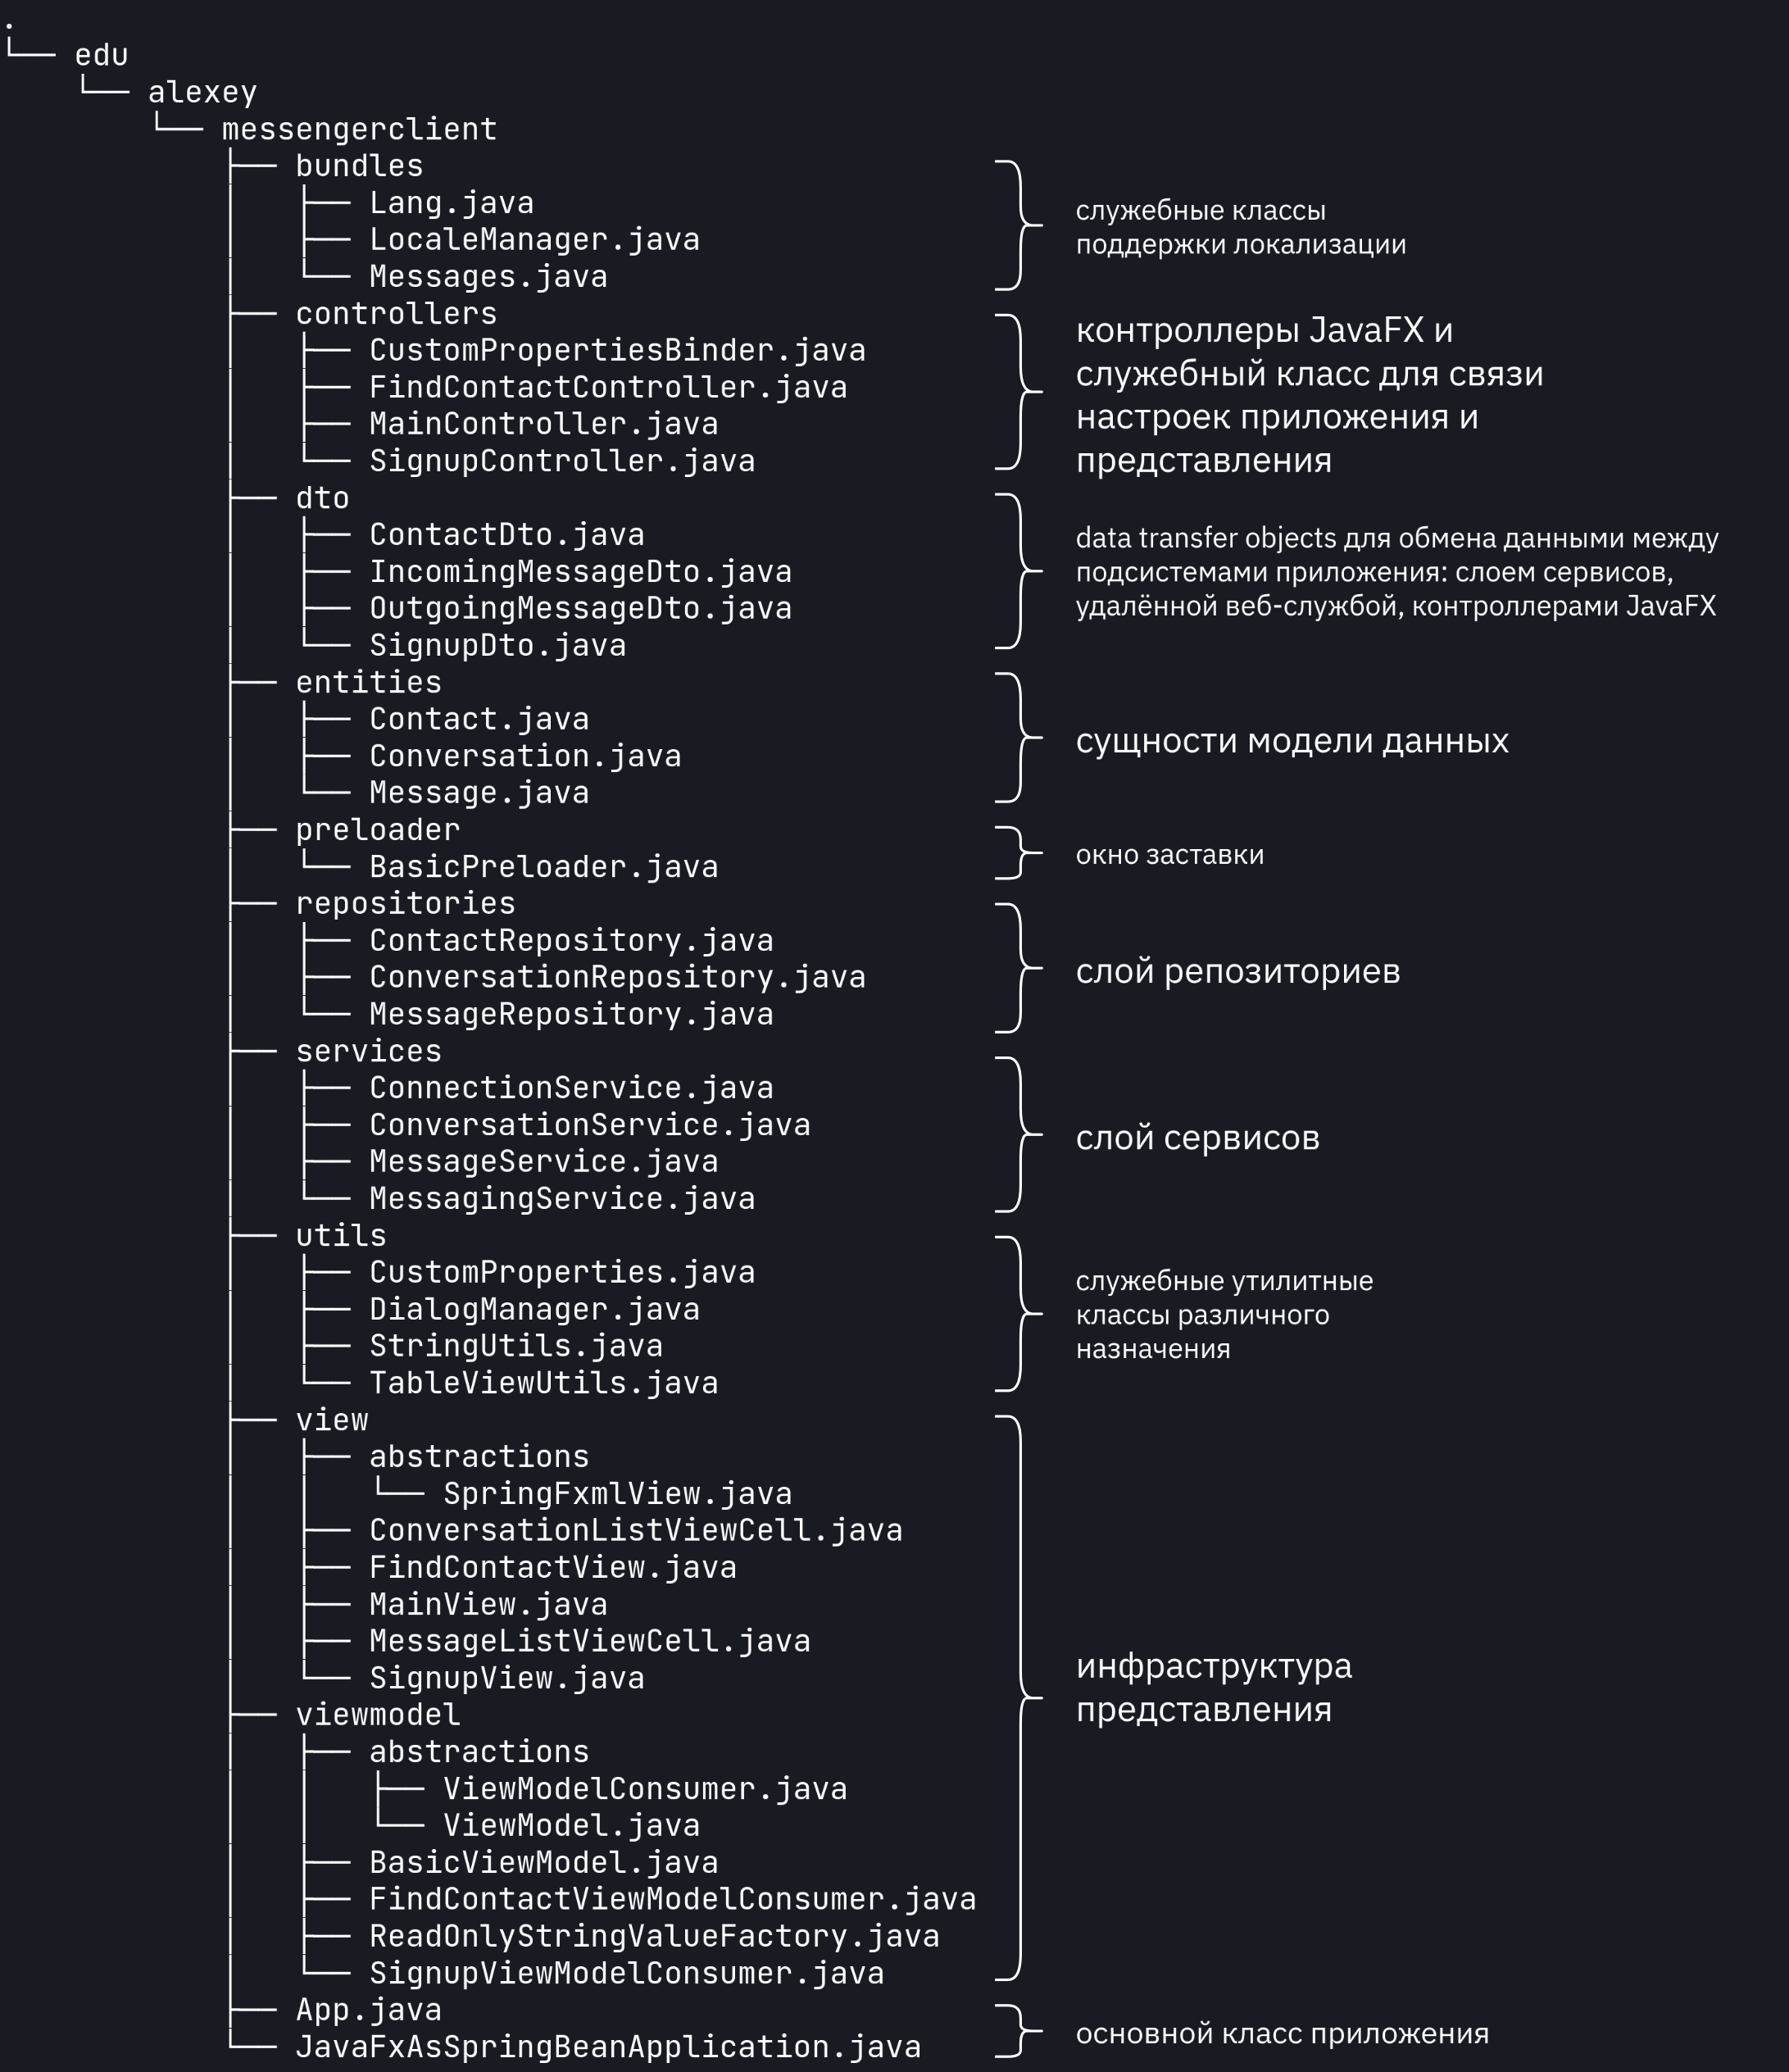 .
└── edu
    └── alexey
        └── messengerclient
            ├── bundles
            │   ├── Lang.java
            │   ├── LocaleManager.java
            │   └── Messages.java
служебные классы
поддержки локализации
            ├── controllers
            │   ├── CustomPropertiesBinder.java
            │   ├── FindContactController.java
            │   ├── MainController.java
            │   └── SignupController.java
контроллеры JavaFX и
служебный класс для связи
настроек приложения и
представления
            ├── dto
            │   ├── ContactDto.java
            │   ├── IncomingMessageDto.java
            │   ├── OutgoingMessageDto.java
            │   └── SignupDto.java
data transfer objects для обмена данными между
подсистемами приложения: слоем сервисов,
удалённой веб-службой, контроллерами JavaFX
            ├── entities
            │   ├── Contact.java
            │   ├── Conversation.java
            │   └── Message.java
сущности модели данных
            ├── preloader
            │   └── BasicPreloader.java
окно заставки
            ├── repositories
            │   ├── ContactRepository.java
            │   ├── ConversationRepository.java
            │   └── MessageRepository.java
слой репозиториев
            ├── services
            │   ├── ConnectionService.java
            │   ├── ConversationService.java
            │   ├── MessageService.java
            │   └── MessagingService.java
слой сервисов
            ├── utils
            │   ├── CustomProperties.java
            │   ├── DialogManager.java
            │   ├── StringUtils.java
            │   └── TableViewUtils.java
служебные утилитные
классы различного
назначения
            ├── view
            │   ├── abstractions
            │   │   └── SpringFxmlView.java
            │   ├── ConversationListViewCell.java
            │   ├── FindContactView.java
            │   ├── MainView.java
            │   ├── MessageListViewCell.java
            │   └── SignupView.java
            ├── viewmodel
            │   ├── abstractions
            │   │   ├── ViewModelConsumer.java
            │   │   └── ViewModel.java
            │   ├── BasicViewModel.java
            │   ├── FindContactViewModelConsumer.java
            │   ├── ReadOnlyStringValueFactory.java
            │   └── SignupViewModelConsumer.java
инфраструктура
представления
            ├── App.java
            └── JavaFxAsSpringBeanApplication.java
основной класс приложения